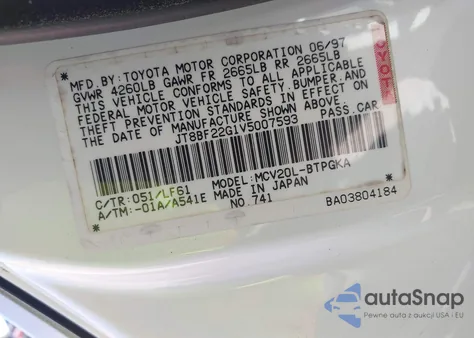 MFD.BY:TOYOTA MOTOR CORPORATION 06/97
GVWR 4260LB GAWR FR 2665LB RR 2665LB
THIS VEHICLE CONFORMS TO ALL APPLICABLE
FEDERAL MOTOR VEHICLE SAFETY,BUMPER,AND
THEFT PREVENTION STANDARDS IN EFFECT ON
THE DATE OF MANUFACTURE SHOWN ABOVE.
JT8BF22G1V5007593 PASS.CAR
C/TR:051/LF61 MODEL:MCV20L-BTPGKA
A/TM:-01A/A541E MADE IN JAPAN
NO.741 BA03804184
autoSnap
Pewne auta z aukcji USA i EU